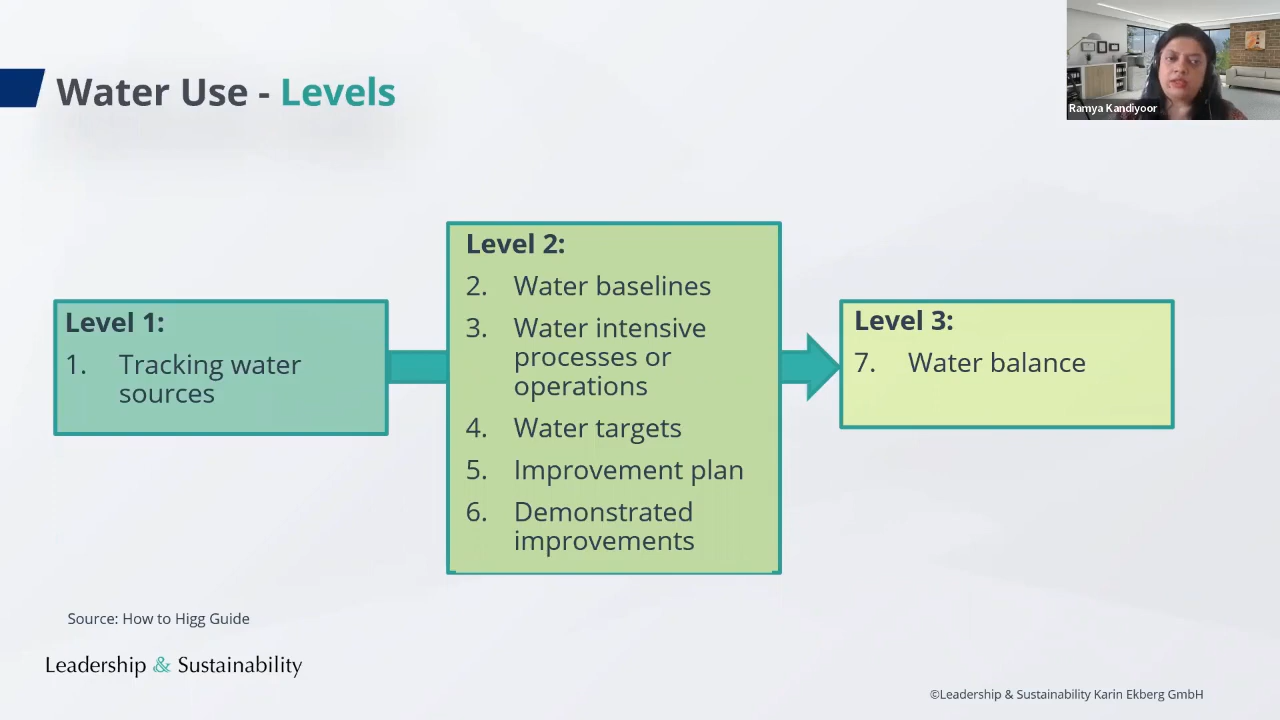 Water Use - Levels
Ramya Kandiyoor
Level 1:
1. Tracking water
sources
Level 2:
2. Water baselines
3. Water intensive
processes or
operations
4. Water targets
5. Improvement plan
6. Demonstrated
improvements
Level 3:
7. Water balance
Source: How to Higg Guide
Leadership & Sustainability
©Leadership & Sustainability Karin Ekberg GmbH